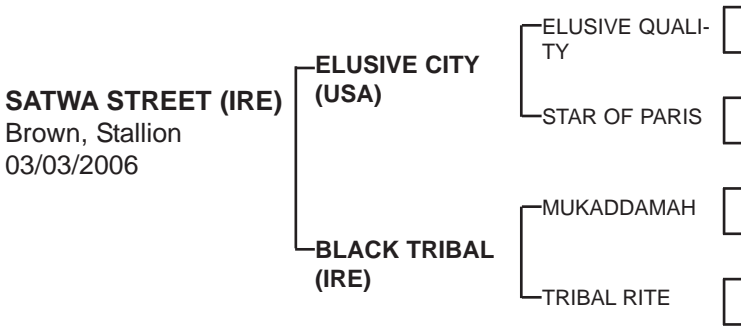 SATWA STREET (IRE)
Brown, Stallion
03/03/2006
ELUSIVE CITY
(USA)
BLACK TRIBAL
(IRE)
ELUSIVE QUALI-
TY
STAR OF PARIS
MUKADDAMAH
TRIBAL RITE